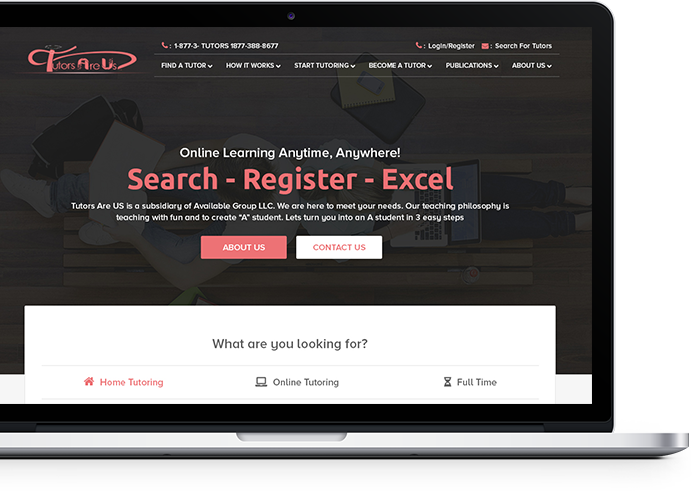 : 1-877-3- TUTORS 1877-388-8677
: Login/Register : Search For Tutors
Tutors Are Us
FIND A TUTOR HOW IT WORKS START TUTORING BECOME A TUTOR PUBLICATIONS ABOUT US
Online Learning Anytime, Anywhere!
Search - Register - Excel
Tutors Are US is a subsidiary of Available Group LLC. We are here to meet your needs. Our teaching philosophy is
teaching with fun and to create "A" student. Lets turn you into an A student in 3 easy steps
ABOUT US CONTACT US
What are you looking for?
Home Tutoring Online Tutoring Full Time